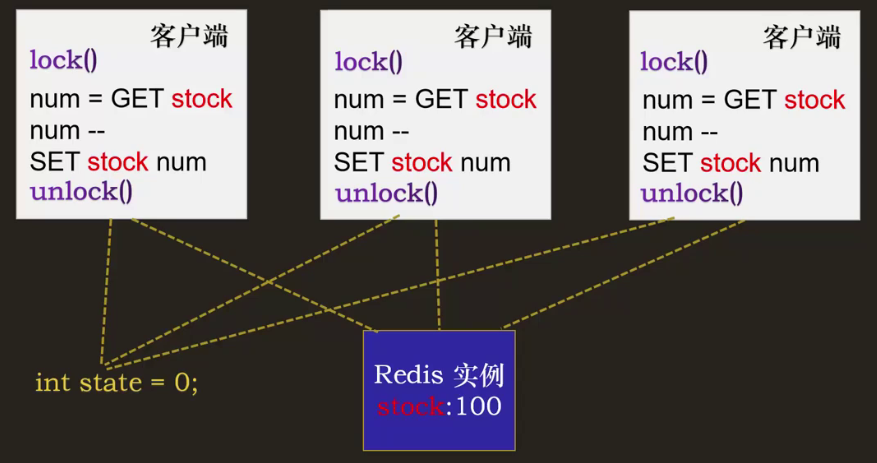 客户端
lock()
num = GET stock
num --
SET stock num
unlock()
客户端
lock()
num = GET stock
num --
SET stock num
unlock()
客户端
lock()
num = GET stock
num --
SET stock num
unlock()
int state = 0;
Redis 实例
stock:100